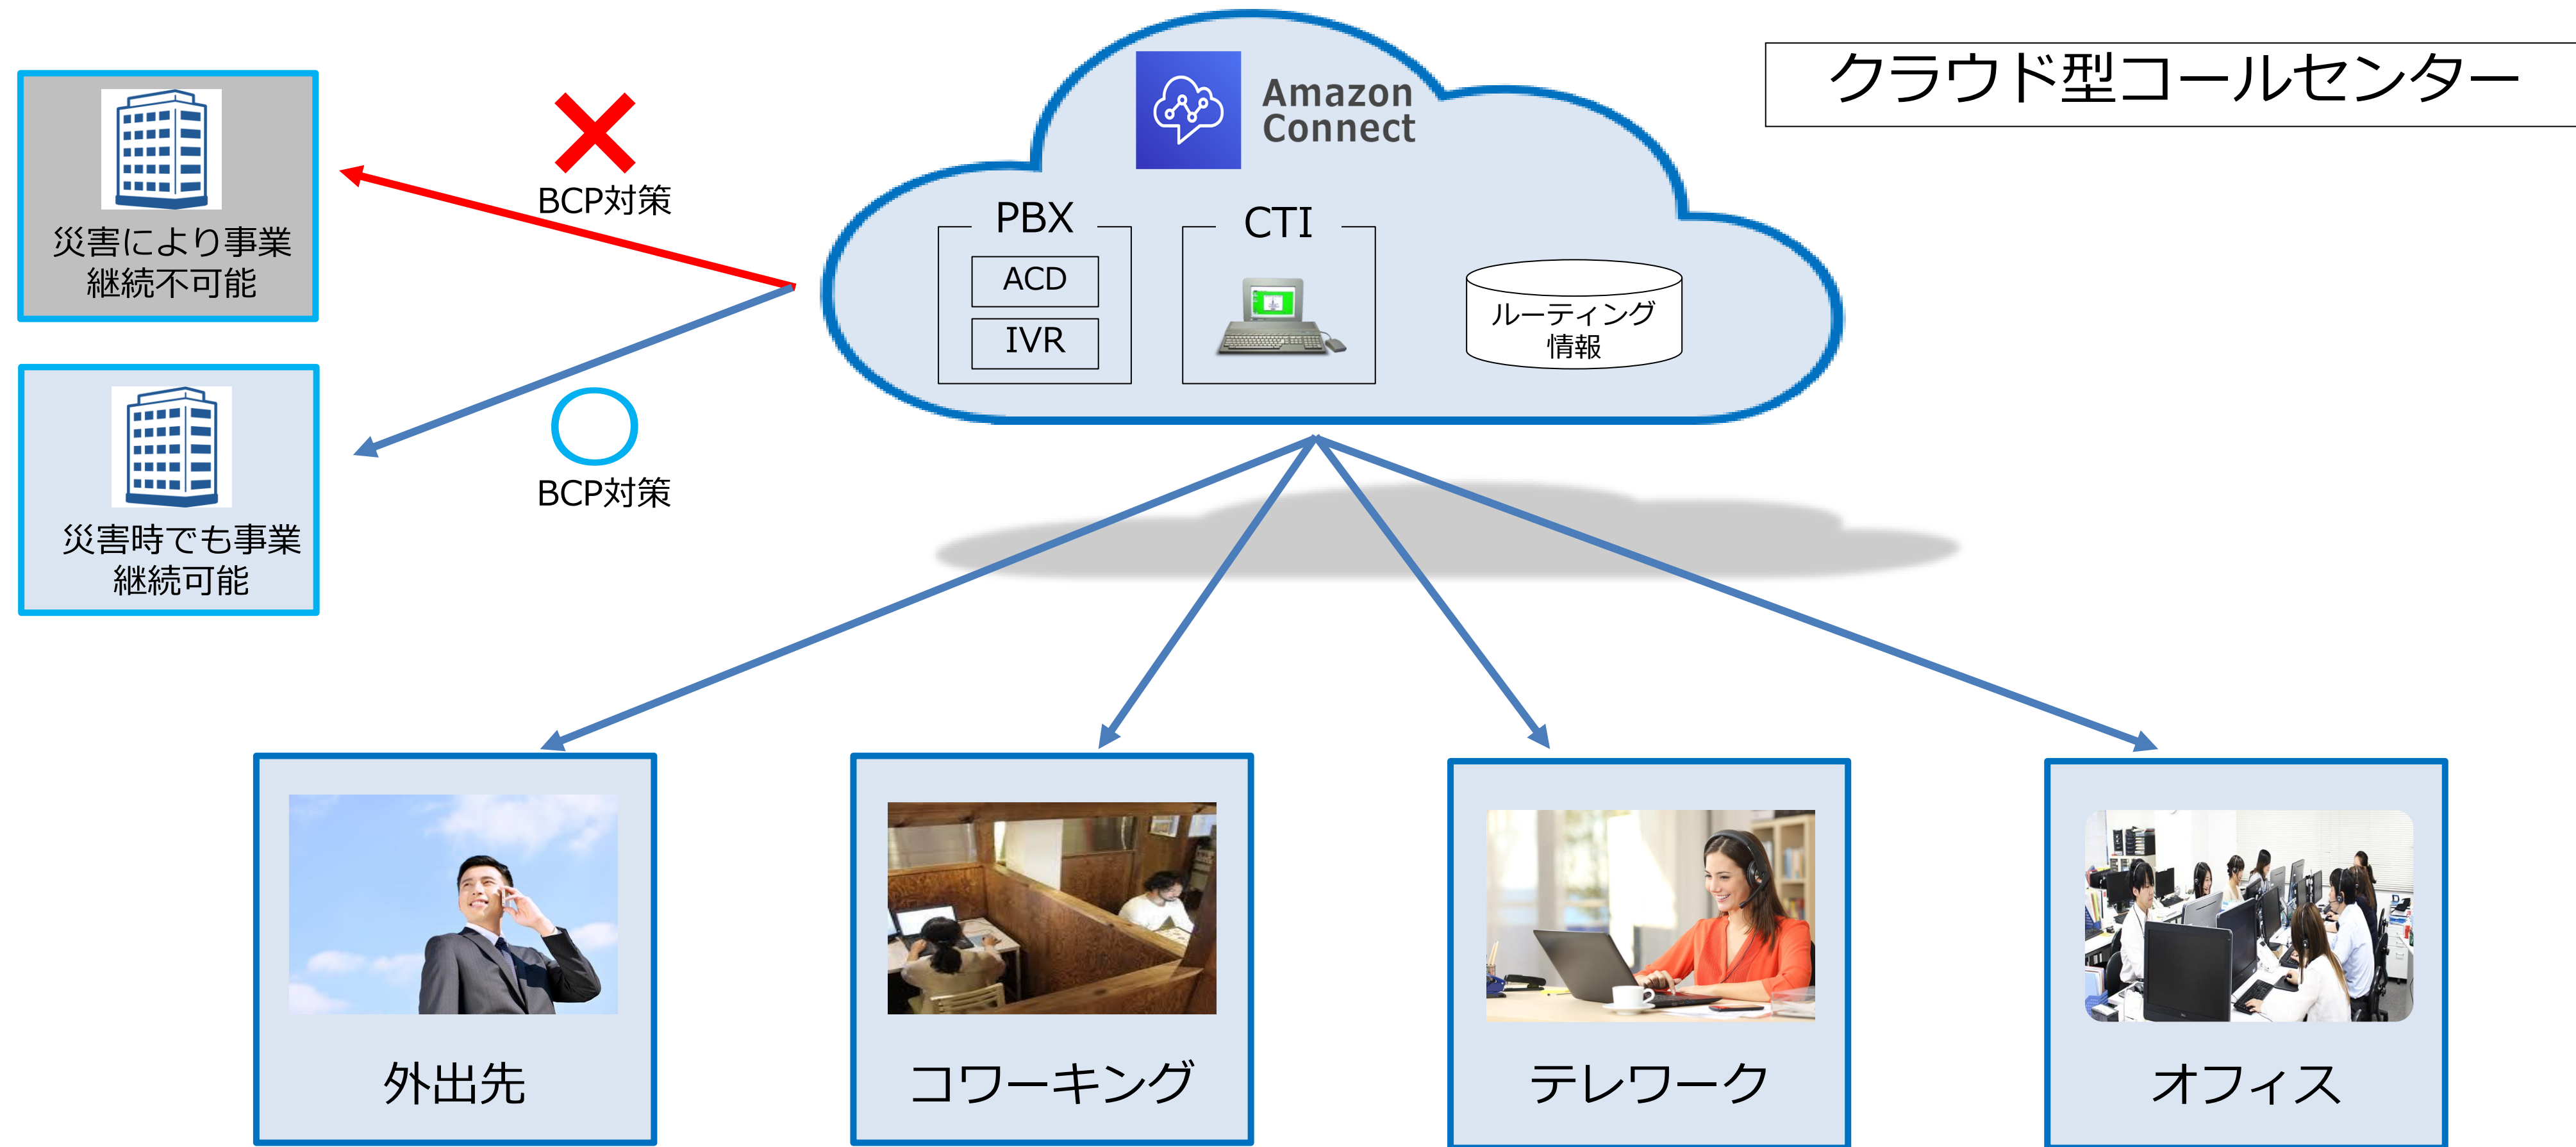 クラウド型コールセンター
Amazon
Connect
PBX
ACD
IVR
CTI
ルーティング
情報
BCP対策
災害により事業
継続不可能
BCP対策
災害時でも事業
継続可能
外出先
コワーキング
テレワーク
オフィス